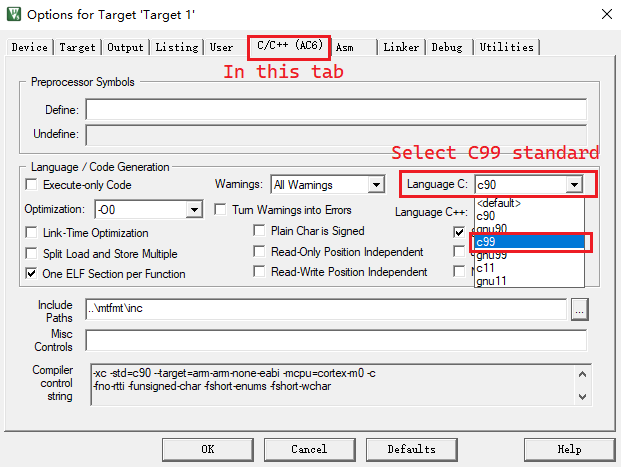 Options for Target 'Target 1'
Device Target Output Listing User C/C++ (AC6) Asm Linker Debug Utilities
In this tab
Preprocessor Symbols
Define:
Undefine:
Select C99 standard
Language / Code Generation
Execute-only Code Warnings: All Warnings Language C: c90
<default>
c90
Optimization: -O0 Turn Warnings into Errors Language C++: gnu90
Link-Time Optimization Plain Char is Signed c99
Split Load and Store Multiple Read-Only Position Independent gnu99
One ELF Section per Function Read-Write Position Independent c11
gnu11
Include Paths ..\mtfmt\inc ...
Misc Controls
Compiler control string -xc -std=c90 --target=arm-arm-none-eabi -mcpu=cortex-m0 -c
-fno-rtti -funsigned-char -fshort-enums -fshort-wchar
OK Cancel Defaults Help